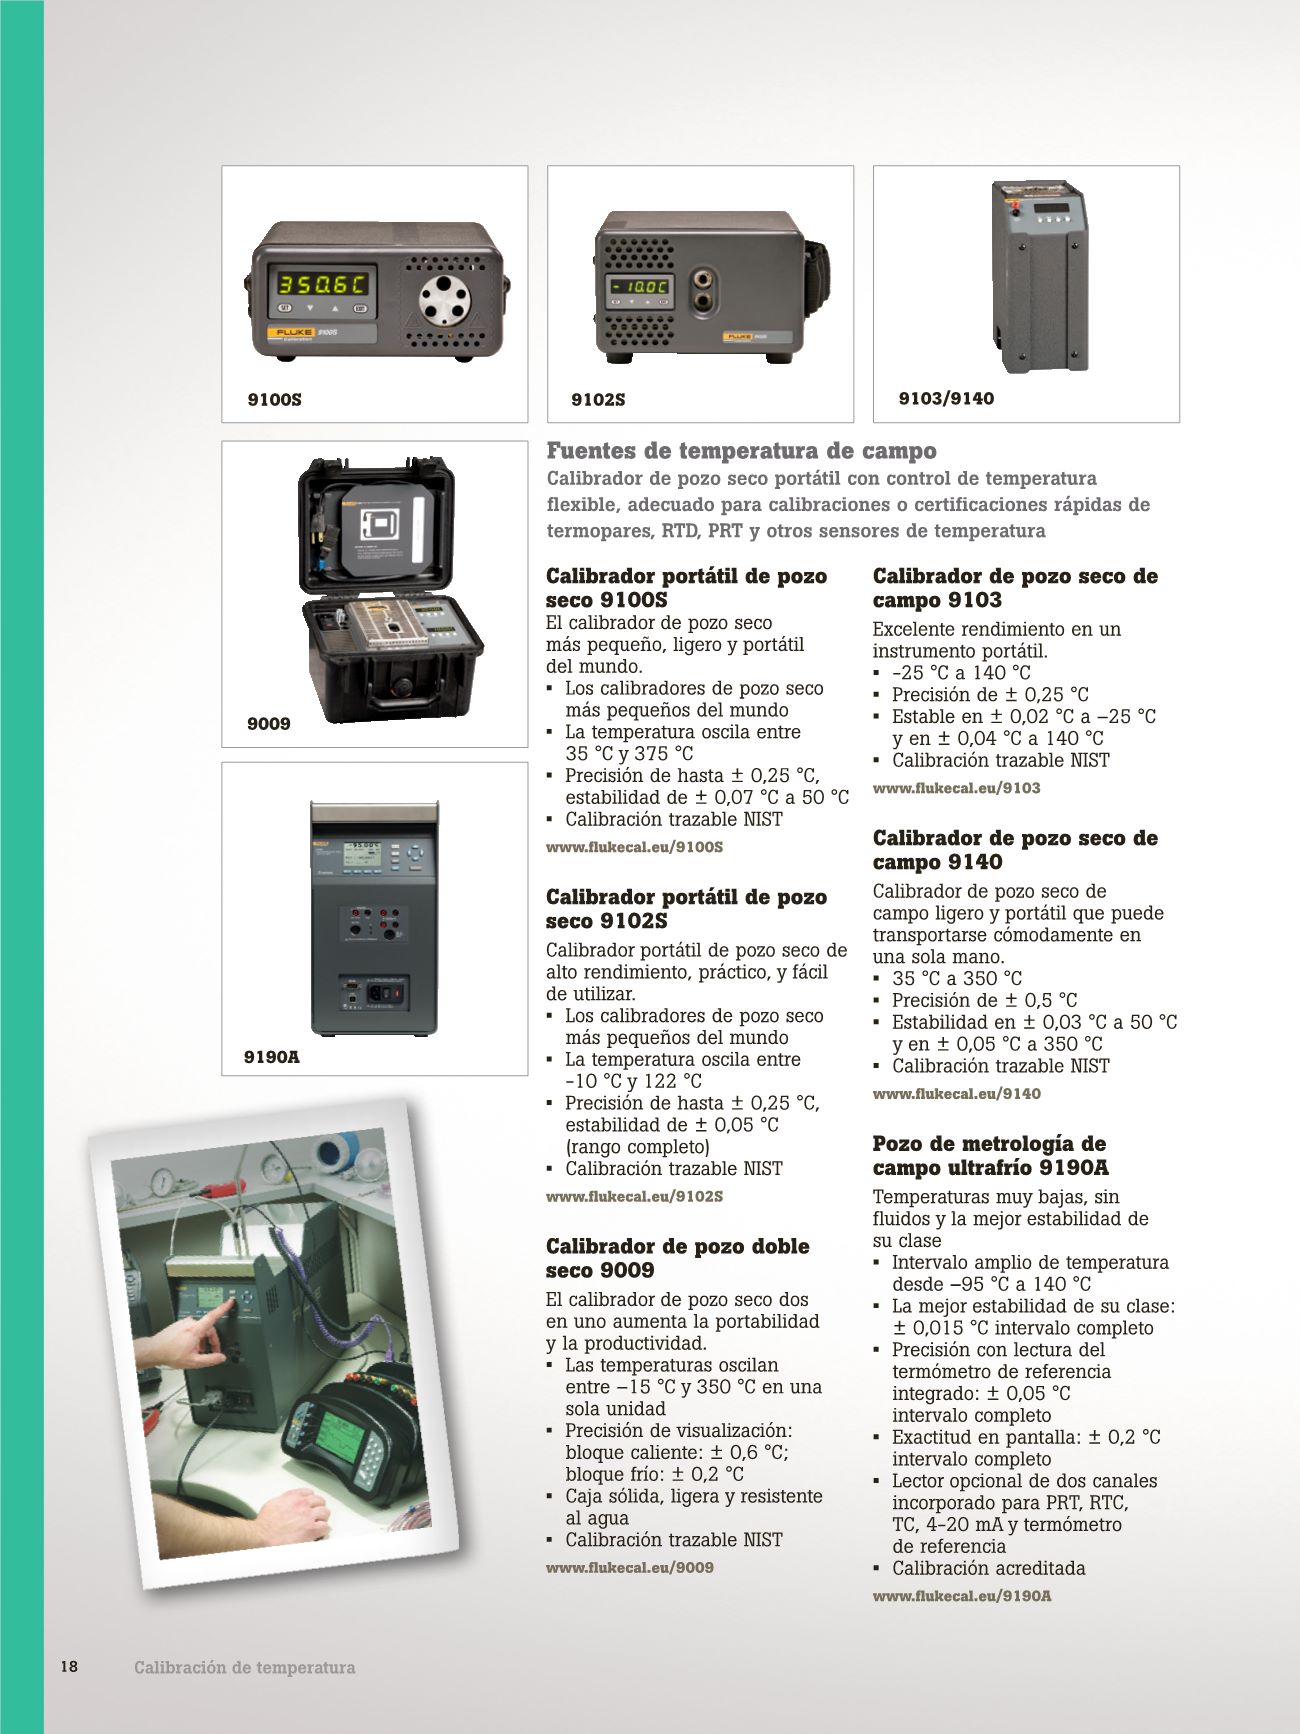 350.6C
SET
EXIT
FLUKE 9100S
Calibration
9100S
- 10.0C
FLUKE
9102S
9103/9140
9009
-95.00
9190A
Fuentes de temperatura de campo
Calibrador de pozo seco portátil con control de temperatura
flexible, adecuado para calibraciones o certificaciones rápidas de
termopares, RTD, PRT y otros sensores de temperatura
Calibrador portátil de pozo
seco 9100S
El calibrador de pozo seco
más pequeño, ligero y portátil
del mundo.
▪ Los calibradores de pozo seco
más pequeños del mundo
▪ La temperatura oscila entre
35 °C y 375 °C
▪ Precisión de hasta ± 0,25 °C,
estabilidad de ± 0,07 °C a 50 °C
▪ Calibración trazable NIST
www.flukecal.eu/9100S
Calibrador portátil de pozo
seco 9102S
Calibrador portátil de pozo seco de
alto rendimiento, práctico, y fácil
de utilizar.
▪ Los calibradores de pozo seco
más pequeños del mundo
▪ La temperatura oscila entre
-10 °C y 122 °C
▪ Precisión de hasta ± 0,25 °C,
estabilidad de ± 0,05 °C
(rango completo)
▪ Calibración trazable NIST
www.flukecal.eu/9102S
Calibrador de pozo doble
seco 9009
El calibrador de pozo seco dos
en uno aumenta la portabilidad
y la productividad.
▪ Las temperaturas oscilan
entre –15 °C y 350 °C en una
sola unidad
▪ Precisión de visualización:
bloque caliente: ± 0,6 °C;
bloque frío: ± 0,2 °C
▪ Caja sólida, ligera y resistente
al agua
▪ Calibración trazable NIST
www.flukecal.eu/9009
Calibrador de pozo seco de
campo 9103
Excelente rendimiento en un
instrumento portátil.
▪ -25 °C a 140 °C
▪ Precisión de ± 0,25 °C
▪ Estable en ± 0,02 °C a –25 °C
y en ± 0,04 °C a 140 °C
▪ Calibración trazable NIST
www.flukecal.eu/9103
Calibrador de pozo seco de
campo 9140
Calibrador de pozo seco de
campo ligero y portátil que puede
transportarse cómodamente en
una sola mano.
▪ 35 °C a 350 °C
▪ Precisión de ± 0,5 °C
▪ Estabilidad en ± 0,03 °C a 50 °C
y en ± 0,05 °C a 350 °C
▪ Calibración trazable NIST
www.flukecal.eu/9140
Pozo de metrología de
campo ultrafrío 9190A
Temperaturas muy bajas, sin
fluidos y la mejor estabilidad de
su clase
▪ Intervalo amplio de temperatura
desde –95 °C a 140 °C
▪ La mejor estabilidad de su clase:
± 0,015 °C intervalo completo
▪ Precisión con lectura del
termómetro de referencia
integrado: ± 0,05 °C
intervalo completo
▪ Exactitud en pantalla: ± 0,2 °C
intervalo completo
▪ Lector opcional de dos canales
incorporado para PRT, RTC,
TC, 4-20 mA y termómetro
de referencia
▪ Calibración acreditada
www.flukecal.eu/9190A
18
Calibración de temperatura